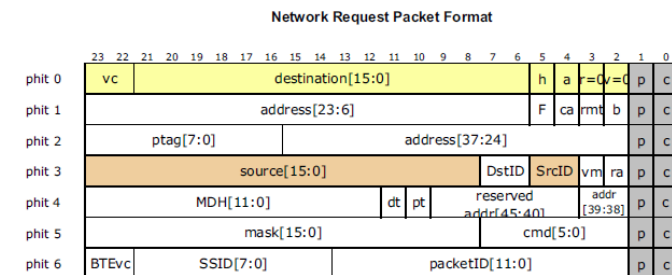 Network Request Packet Format
23 22 21 20 19 18 17 16 15 14 13 12 11 10 9 8 7 6 5 4 3 2 1 0
phit 0 vc destination[15:0] h a r=0 v=0 p c
phit 1 address[23:6] F ca rmt b p c
phit 2 ptag[7:0] address[37:24] p c
phit 3 source[15:0] DstID SrcID vm ra p c
phit 4 MDH[11:0] dt pt reserved addr[45:40] addr [39:38] p c
phit 5 mask[15:0] cmd[5:0] p c
phit 6 BTEvc SSID[7:0] packetID[11:0] p c